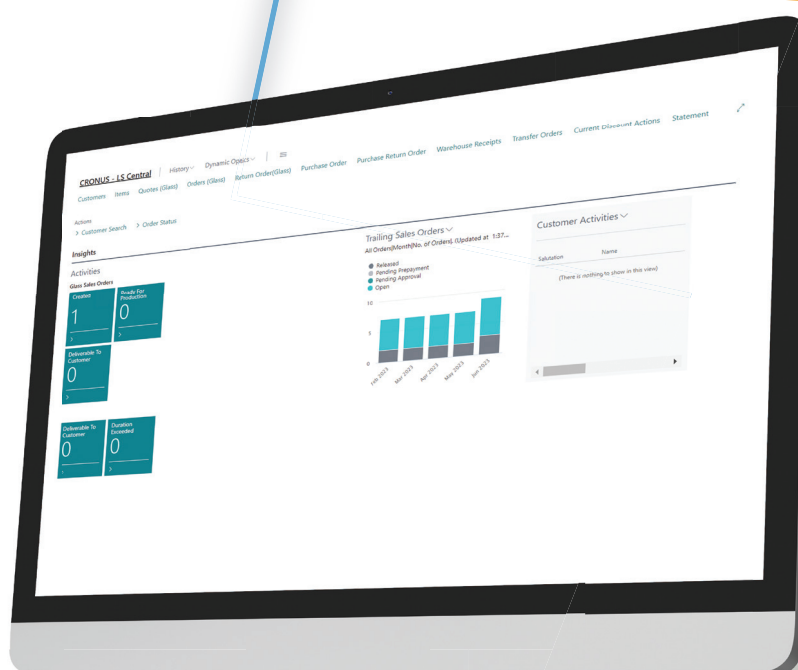 CRONUS - LS Central | History Dynamic Optics
Customers Items Quotes (Glass) Orders (Glass) Return Order(Glass) Purchase Order Purchase Return Order Warehouse Receipts Transfer Orders Current Discount Actions Statement
Actions
> Customer Search > Order Status
Insights
Activities
Glass Sales Orders
Created
1
Ready For
Production
0
Deliverable To
Customer
0
Deliverable To
Customer
0
Duration
Exceeded
0
Trailing Sales Orders
All Orders|Month|No. of Orders|. (Updated at 1:37...
Released
Pending Prepayment
Pending Approval
Open
10
5
0
Feb 2023
Mar 2023
Apr 2023
May 2023
Jun 2023
Customer Activities
Salutation Name
(There is nothing to show in this view)